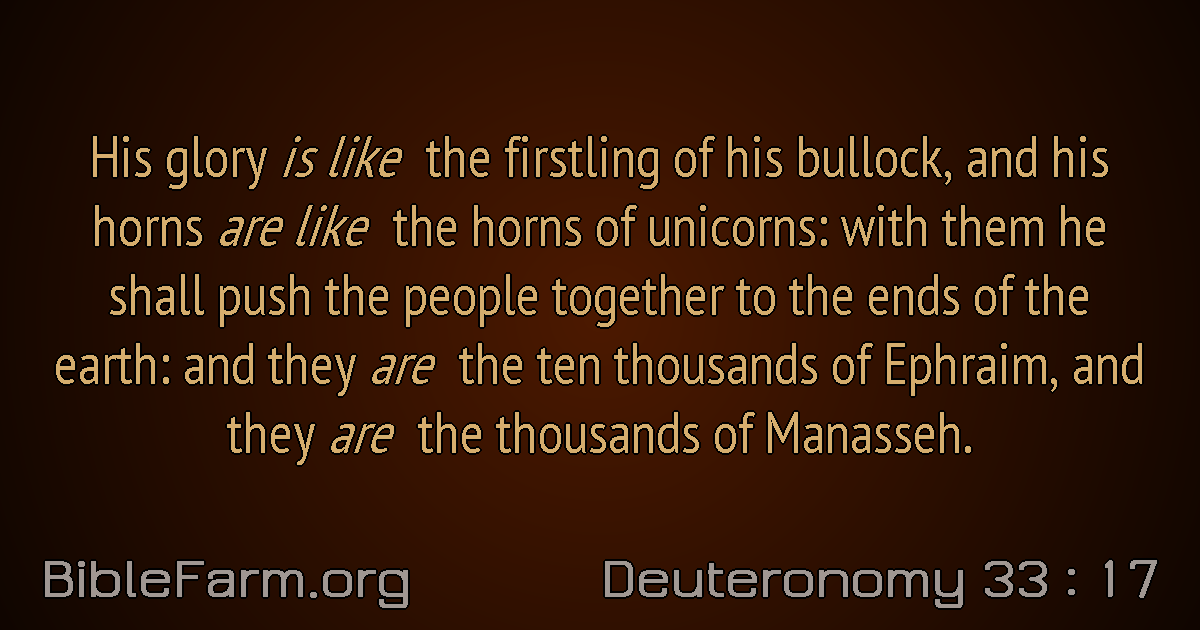 His glory is like the firstling of his bullock, and his
horns are like the horns of unicorns: with them he
shall push the people together to the ends of the
earth: and they are the ten thousands of Ephraim, and
they are the thousands of Manasseh.
BibleFarm.org
Deuteronomy 33 : 17